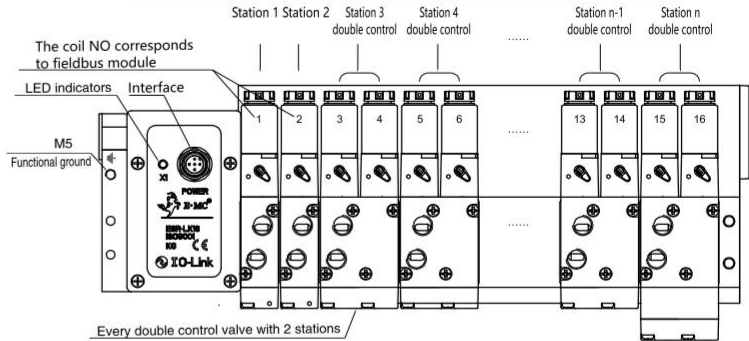 Station 1 Station 2 Station 3 Station 4 Station n-1 Station n
double control double control double control double control
......
The coil NO corresponds
to fieldbus module
LED indicators Interface
1 2 3 4 5 6 13 14 15 16
......
M5
Functional ground
X1
POWER
E·MC®
ISO9001
CE
IO-Link
......
Every double control valve with 2 stations